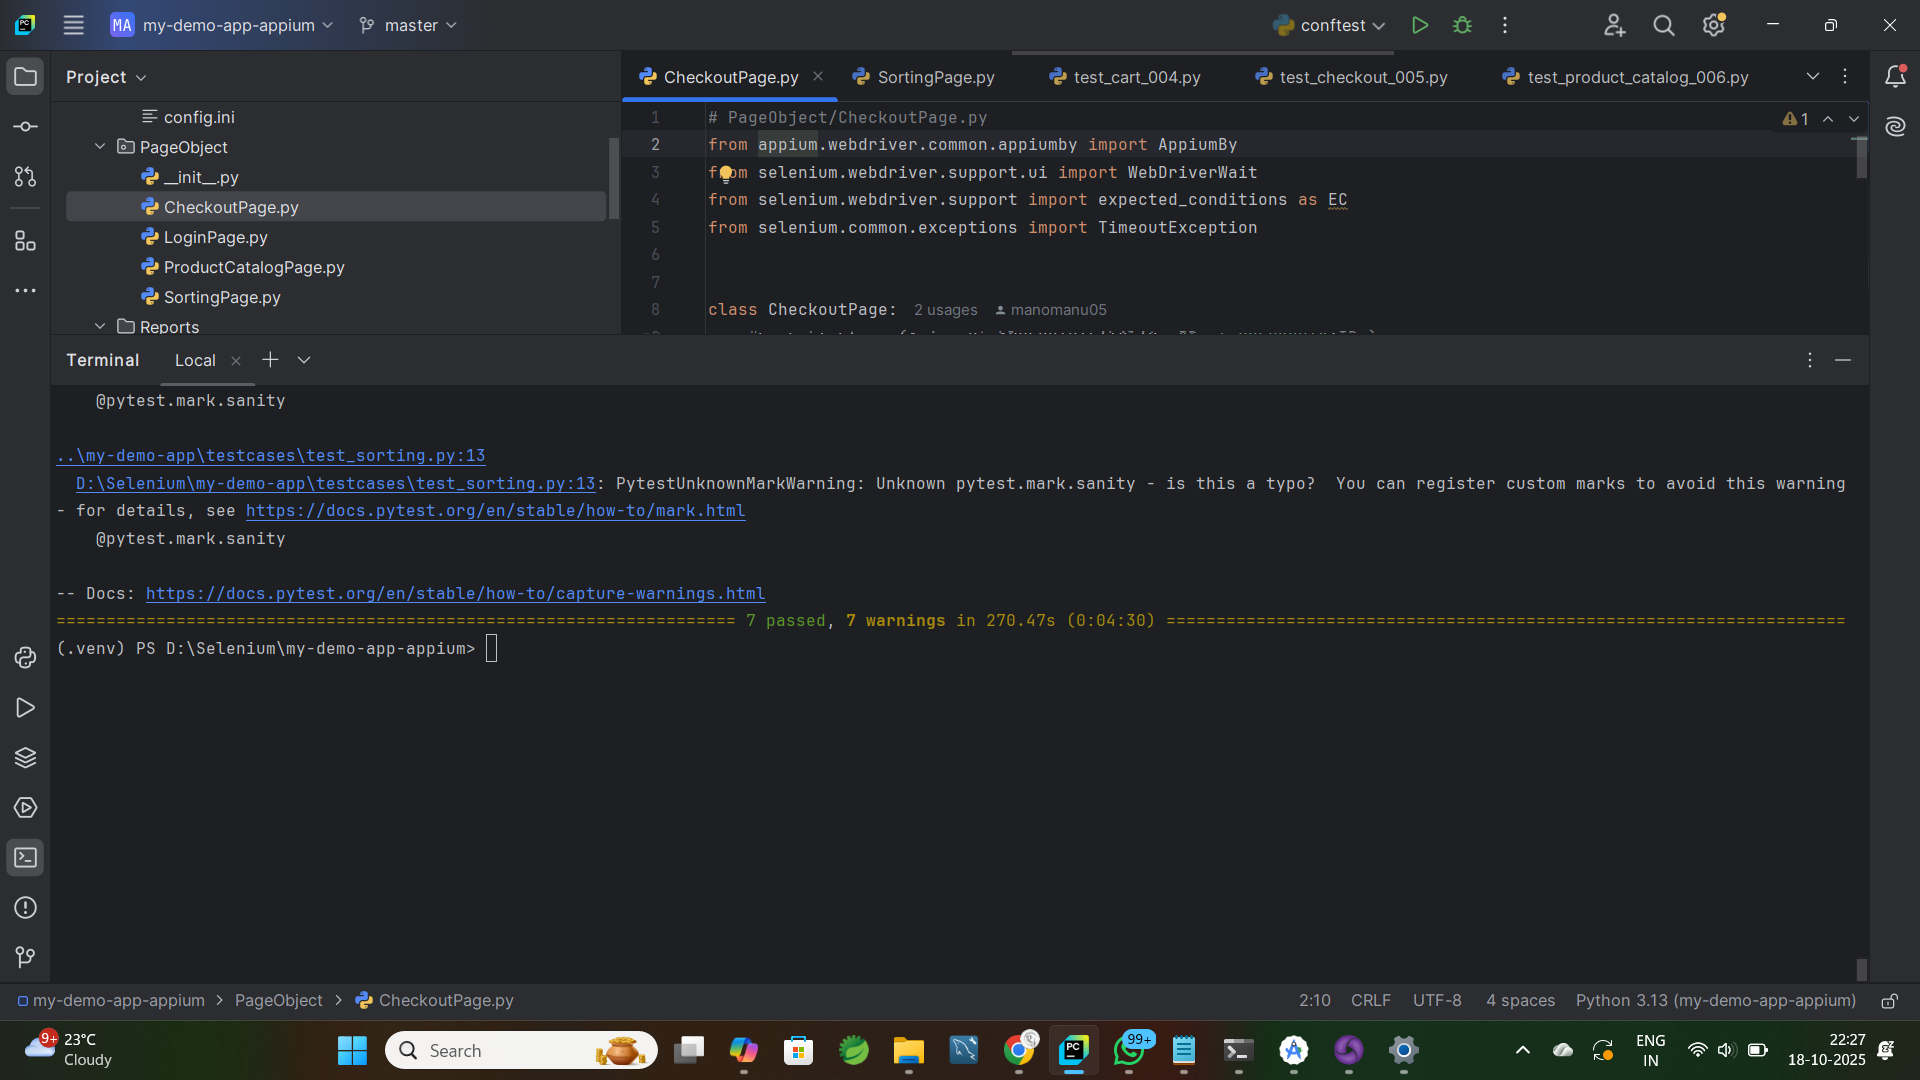 MA my-demo-app-appium master conftest
Project
config.ini
PageObject
__init__.py
CheckoutPage.py
LoginPage.py
ProductCatalogPage.py
SortingPage.py
Reports
CheckoutPage.py SortingPage.py test_cart_004.py test_checkout_005.py test_product_catalog_006.py
1 # PageObject/CheckoutPage.py
1
2 from appium.webdriver.common.appiumby import AppiumBy
3 from selenium.webdriver.support.ui import WebDriverWait
4 from selenium.webdriver.support import expected_conditions as EC
5 from selenium.common.exceptions import TimeoutException
6
7
8 class CheckoutPage: 2 usages manomanu05
Terminal Local
@pytest.mark.sanity
..\my-demo-app\testcases\test_sorting.py:13
D:\Selenium\my-demo-app\testcases\test_sorting.py:13: PytestUnknownMarkWarning: Unknown pytest.mark.sanity - is this a typo?  You can register custom marks to avoid this warning
- for details, see https://docs.pytest.org/en/stable/how-to/mark.html
@pytest.mark.sanity
-- Docs: https://docs.pytest.org/en/stable/how-to/capture-warnings.html
==================================================================== 7 passed, 7 warnings in 270.47s (0:04:30) ====================================================================
(.venv) PS D:\Selenium\my-demo-app-appium>
my-demo-app-appium > PageObject > CheckoutPage.py
2:10 CRLF UTF-8 4 spaces Python 3.13 (my-demo-app-appium)
9+ 23°C
Cloudy
Search
PC
99+
ENG
IN
22:27
18-10-2025